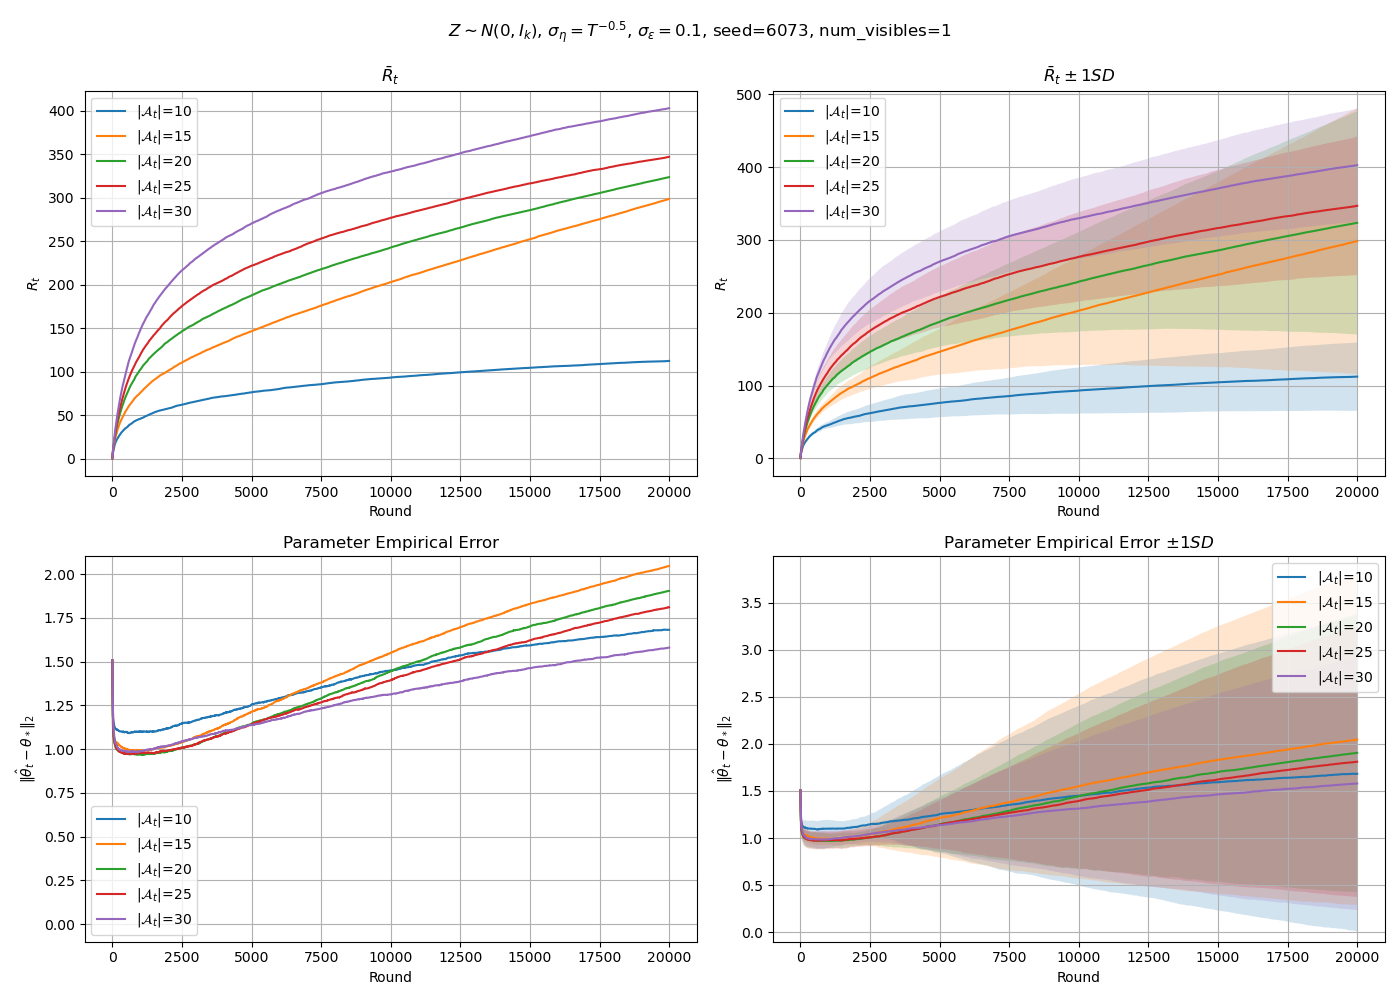 Z ∼ N(0, I_k), σ_η = T^{−0.5}, σ_ε = 0.1, seed=6073, num_visibles=1
R̄_t
R̄_t ± 1SD
400
350
300
250
200
150
100
50
0
R_t
|𝒜_t|=10
|𝒜_t|=15
|𝒜_t|=20
|𝒜_t|=25
|𝒜_t|=30
0 2500 5000 7500 10000 12500 15000 17500 20000
Round
500
400
300
200
100
0
R_t
|𝒜_t|=10
|𝒜_t|=15
|𝒜_t|=20
|𝒜_t|=25
|𝒜_t|=30
0 2500 5000 7500 10000 12500 15000 17500 20000
Round
Parameter Empirical Error
2.00
1.75
1.50
1.25
1.00
0.75
0.50
0.25
0.00
‖θ̂_t − θ_*‖_2
|𝒜_t|=10
|𝒜_t|=15
|𝒜_t|=20
|𝒜_t|=25
|𝒜_t|=30
0 2500 5000 7500 10000 12500 15000 17500 20000
Round
Parameter Empirical Error ±1SD
3.5
3.0
2.5
2.0
1.5
1.0
0.5
0.0
‖θ̂_t − θ_*‖_2
|𝒜_t|=10
|𝒜_t|=15
|𝒜_t|=20
|𝒜_t|=25
|𝒜_t|=30
0 2500 5000 7500 10000 12500 15000 17500 20000
Round